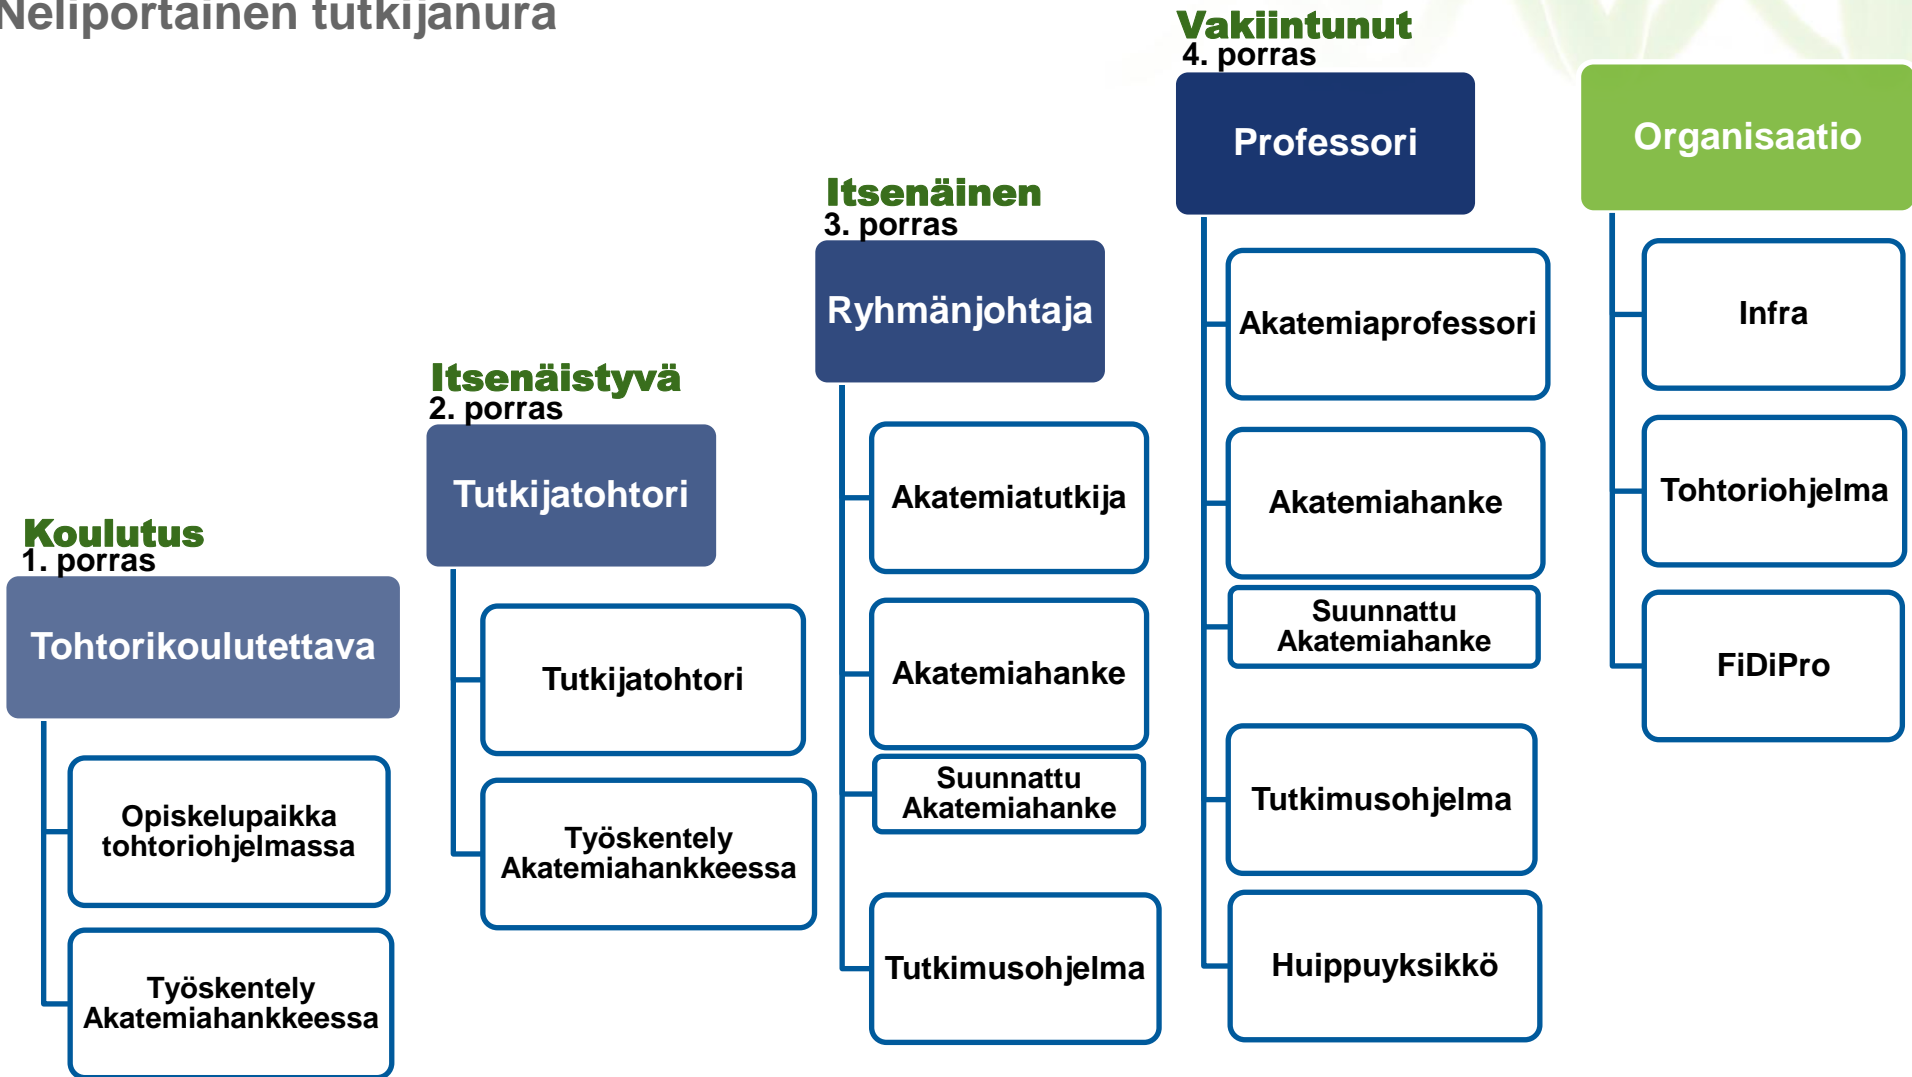 Neliportainen tutkijanura
Koulutus
1. porras
Tohtorikoulutettava
Opiskelupaikka
tohtoriohjelmassa
Työskentely
Akatemiahankkeessa
Itsenäistyvä
2. porras
Tutkijatohtori
Tutkijatohtori
Työskentely
Akatemiahankkeessa
Itsenäinen
3. porras
Ryhmänjohtaja
Akatemiatutkija
Akatemiahanke
Suunnattu
Akatemiahanke
Tutkimusohjelma
Vakiintunut
4. porras
Professori
Akatemiaprofessori
Akatemiahanke
Suunnattu
Akatemiahanke
Tutkimusohjelma
Huippuyksikkö
Organisaatio
Infra
Tohtoriohjelma
FiDiPro